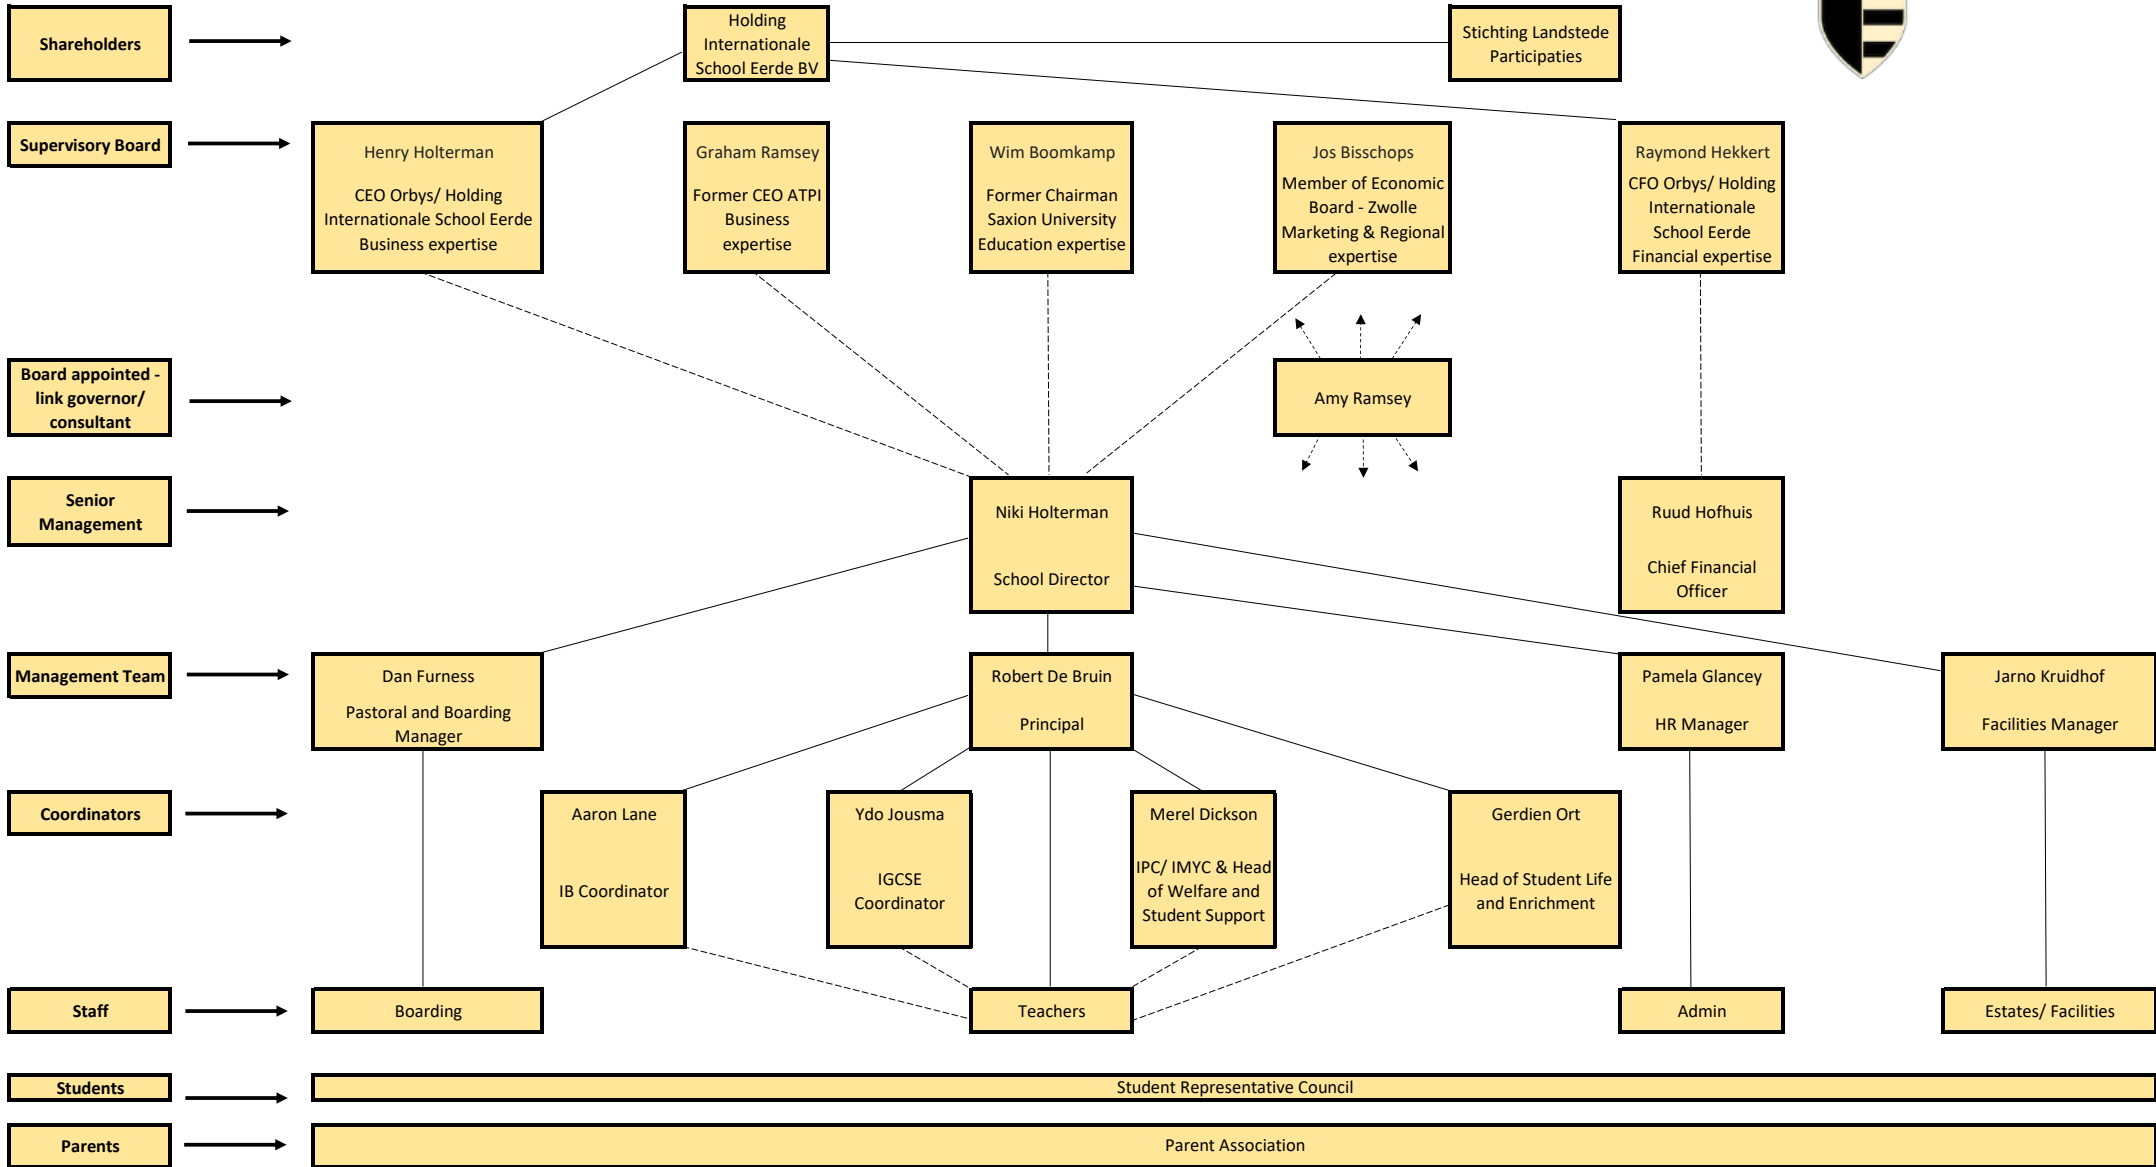 Shareholders
Holding
Internationale
School Eerde BV
Stichting Landstede
Participaties
Supervisory Board
Henry Holterman
CEO Orbys/ Holding
Internationale School Eerde
Business expertise
Graham Ramsey
Former CEO ATPI
Business
expertise
Wim Boomkamp
Former Chairman
Saxion University
Education expertise
Jos Bisschops
Member of Economic
Board - Zwolle
Marketing & Regional
expertise
Raymond Hekkert
CFO Orbys/ Holding
Internationale
School Eerde
Financial expertise
Board appointed -
link governor/
consultant
Amy Ramsey
Senior
Management
Niki Holterman
School Director
Ruud Hofhuis
Chief Financial
Officer
Management Team
Dan Furness
Pastoral and Boarding
Manager
Robert De Bruin
Principal
Pamela Glancey
HR Manager
Jarno Kruidhof
Facilities Manager
Coordinators
Aaron Lane
IB Coordinator
Ydo Jousma
IGCSE
Coordinator
Merel Dickson
IPC/ IMYC & Head
of Welfare and
Student Support
Gerdien Ort
Head of Student Life
and Enrichment
Staff
Boarding
Teachers
Admin
Estates/ Facilities
Students
Student Representative Council
Parents
Parent Association